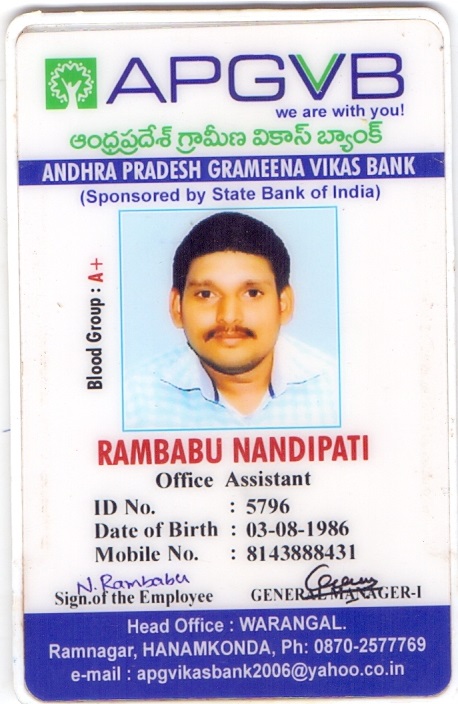 APGVB
we are with you!
ఆంధ్రప్రదేశ్ గ్రామీణ వికాస్ బ్యాంక్
ANDHRA PRADESH GRAMEENA VIKAS BANK
(Sponsored by State Bank of India)
Blood Group : A+
RAMBABU NANDIPATI
Office Assistant
ID No. : 5796
Date of Birth : 03-08-1986
Mobile No. : 8143888431
N. Rambabu
Sign.of the Employee GENERAL MANAGER-I
Head Office : WARANGAL.
Ramnagar, HANAMKONDA, Ph: 0870-2577769
e-mail : apgvikasbank2006@yahoo.co.in